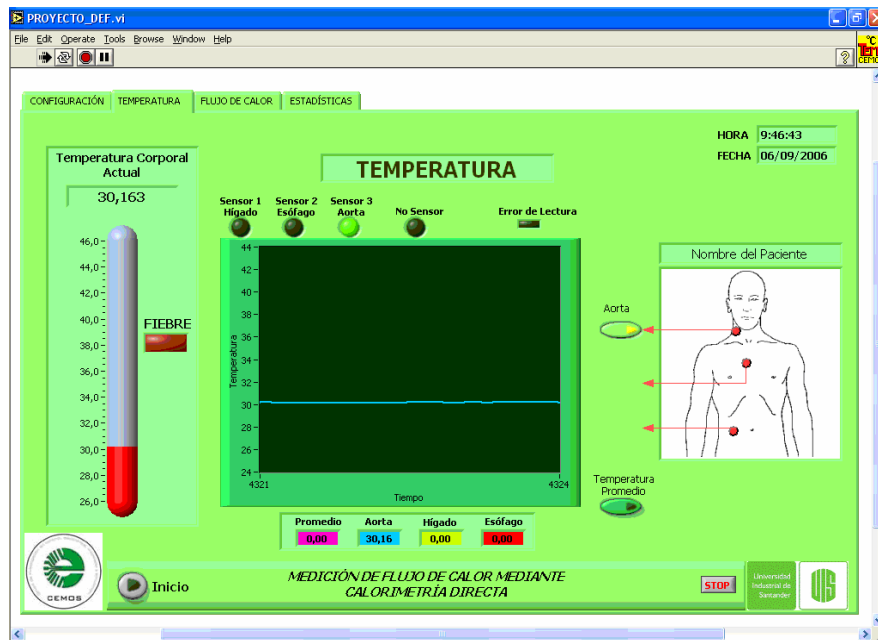 PROYECTO_DEF.vi
File Edit Operate Tools Browse Window Help
?
°C
CONFIGURACIÓN TEMPERATURA FLUJO DE CALOR ESTADÍSTICAS
HORA 9:46:43
FECHA 06/09/2006
Temperatura Corporal
Actual
30,163
46,0
44,0
42,0
40,0
38,0
36,0
34,0
32,0
30,0
28,0
26,0
FIEBRE
TEMPERATURA
Sensor 1
Hígado
Sensor 2
Esófago
Sensor 3
Aorta
No Sensor
Error de Lectura
Temperatura
44
42
40
38
36
34
32
30
28
26
24
4321
4324
Tiempo
Promedio Aorta Hígado Esófago
0,00 30,16 0,00 0,00
Nombre del Paciente
Aorta
Temperatura
Promedio
CEMOS
Inicio
MEDICIÓN DE FLUJO DE CALOR MEDIANTE
CALORIMETRÍA DIRECTA
STOP
Universidad
Industrial de
Santander
UIS